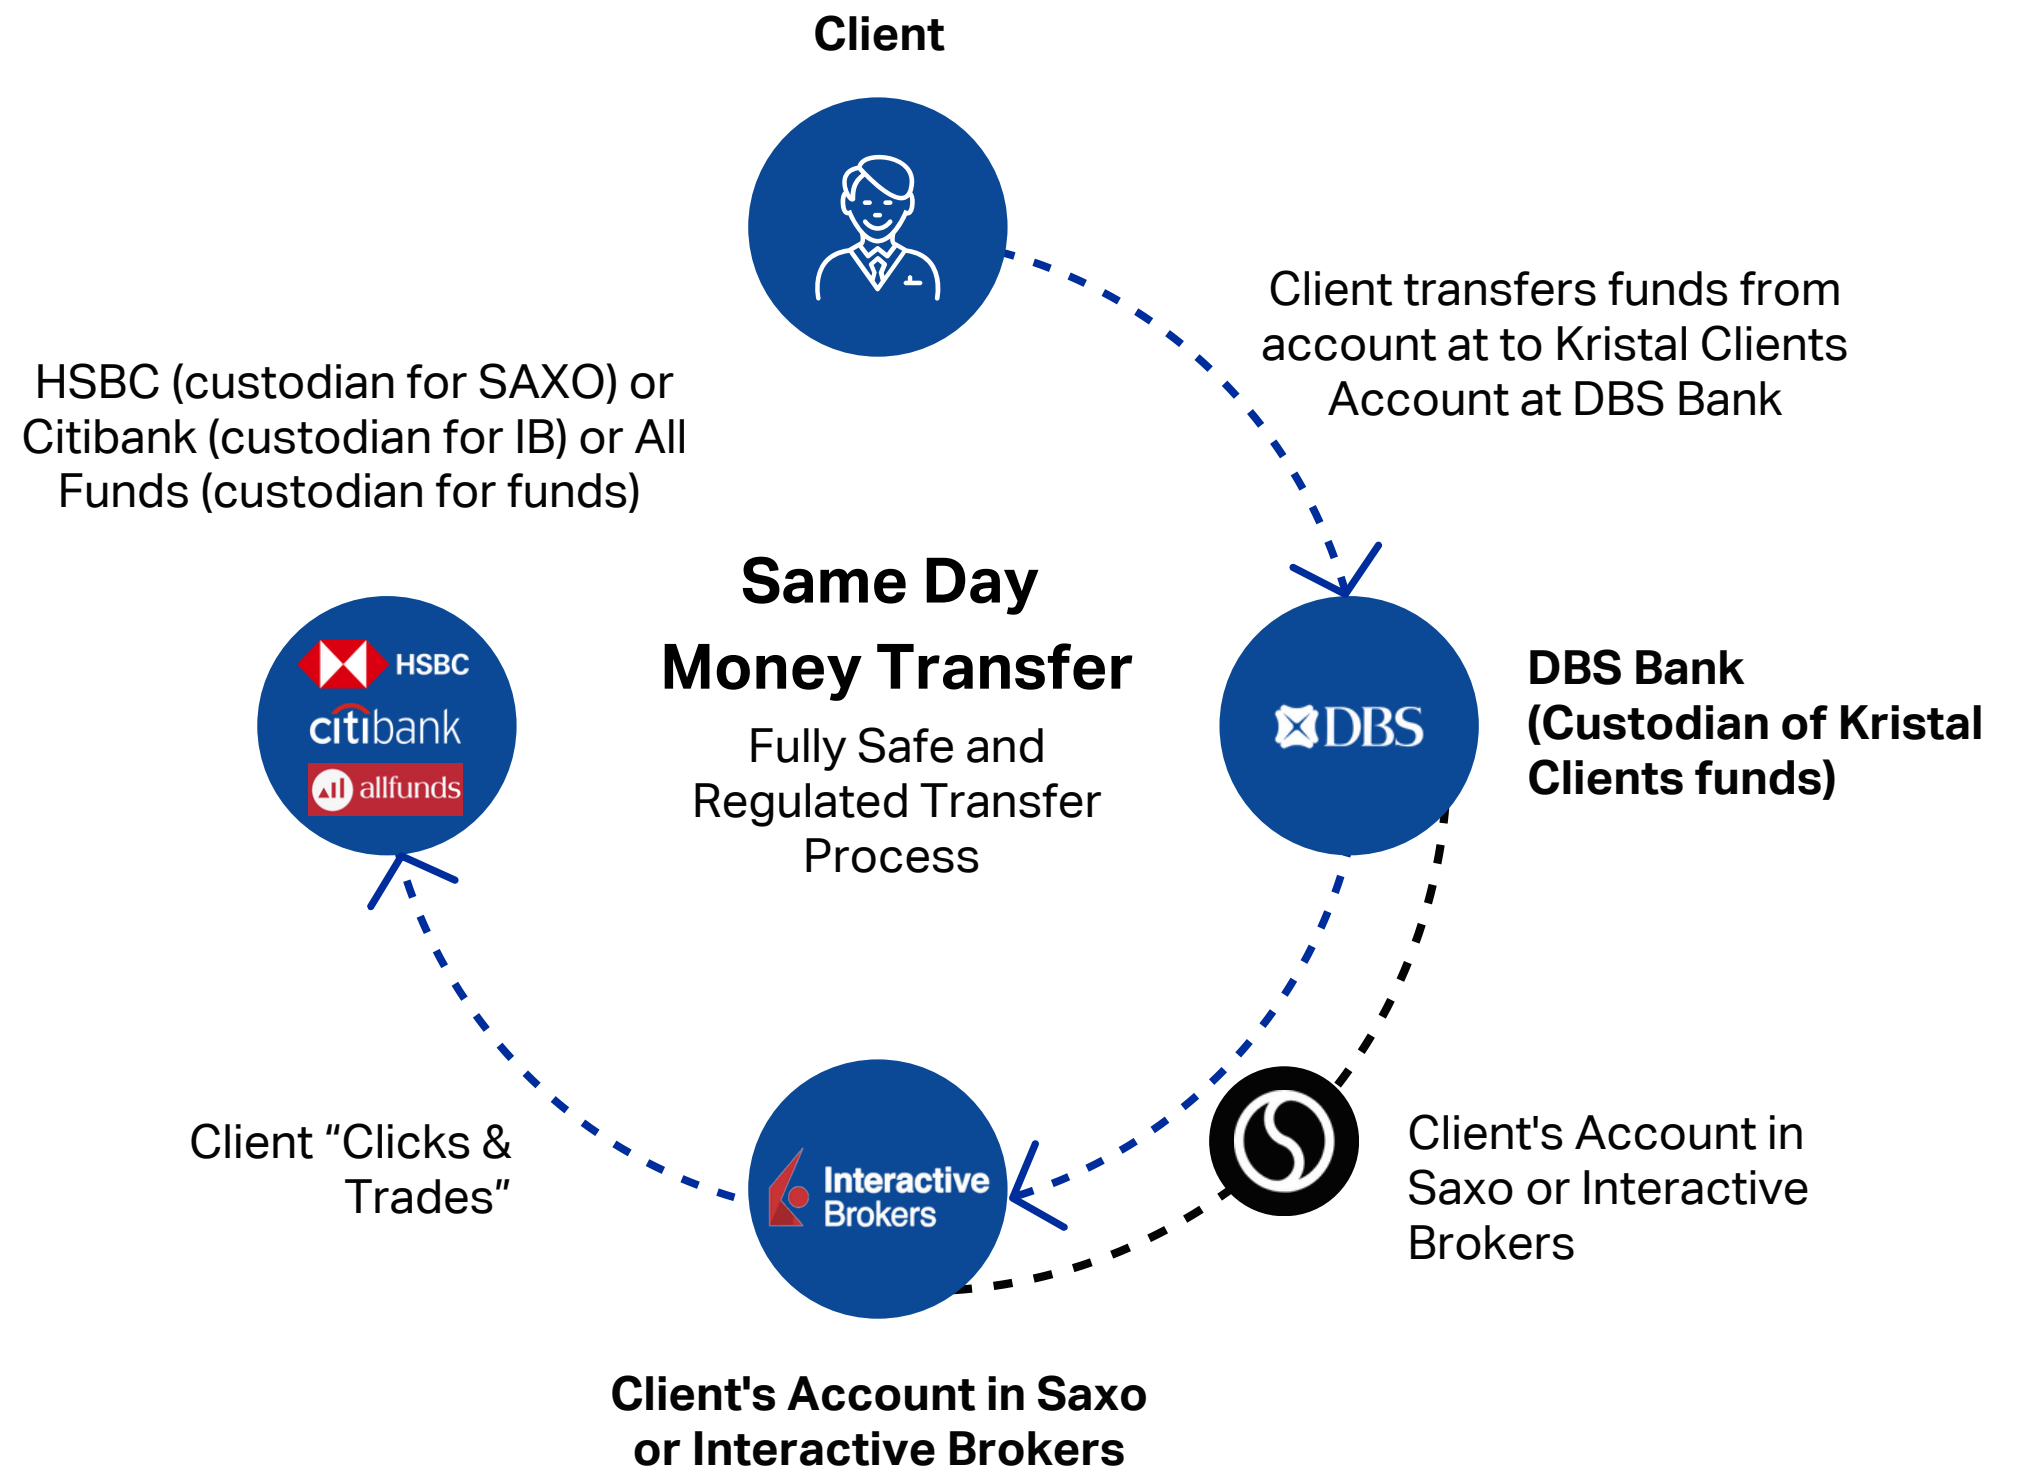 Client
Client transfers funds from
account at to Kristal Clients
Account at DBS Bank
HSBC (custodian for SAXO) or
Citibank (custodian for IB) or All
Funds (custodian for funds)
Same Day
Money Transfer
Fully Safe and
Regulated Transfer
Process
HSBC
citibank
allfunds
DBS
DBS Bank
(Custodian of Kristal
Clients funds)
Client "Clicks &
Trades"
Interactive
Brokers
Client's Account in
Saxo or Interactive
Brokers
Client's Account in Saxo
or Interactive Brokers